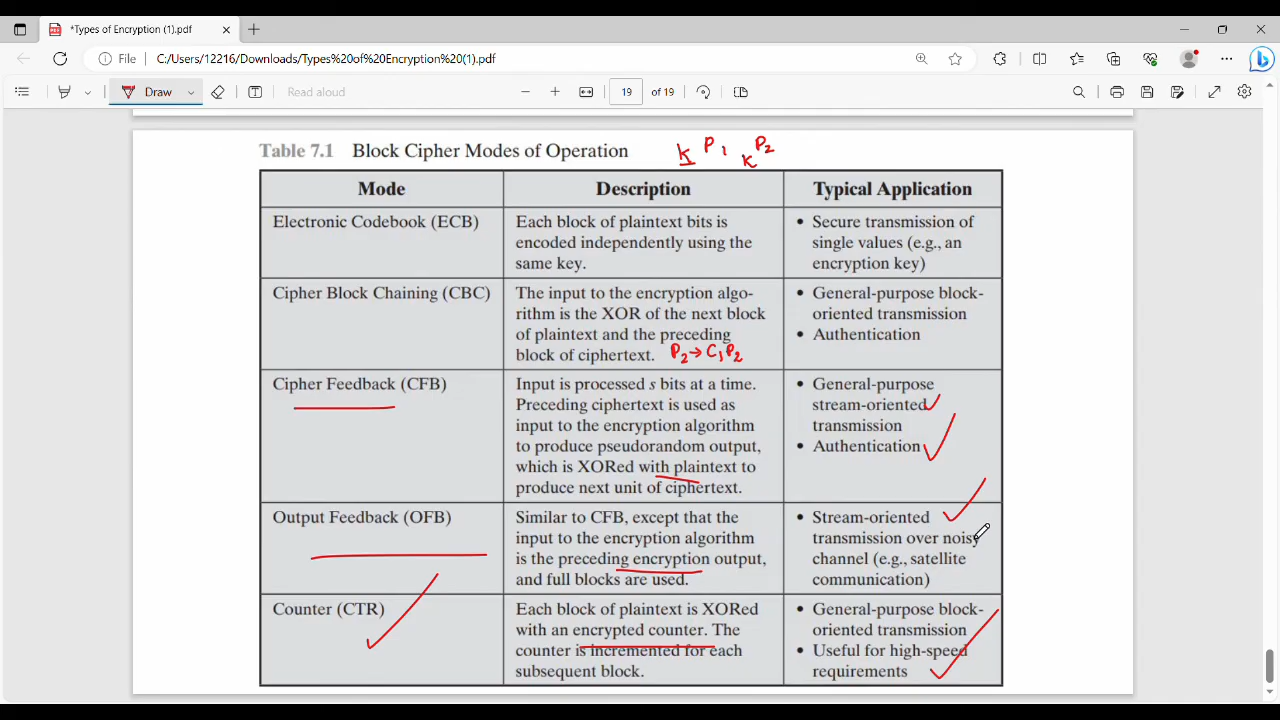 *Types of Encryption (1).pdf
File C:/Users/12216/Downloads/Types%20of%20Encryption%20(1).pdf
Draw Read aloud 19 of 19
Table 7.1 Block Cipher Modes of Operation
k P1 k P2
Mode Description Typical Application
Electronic Codebook (ECB)
Each block of plaintext bits is
encoded independently using the
same key.
• Secure transmission of
single values (e.g., an
encryption key)
Cipher Block Chaining (CBC)
The input to the encryption algo-
rithm is the XOR of the next block
of plaintext and the preceding
block of ciphertext. P2→C1P2
• General-purpose block-
oriented transmission
• Authentication
Cipher Feedback (CFB)
Input is processed s bits at a time.
Preceding ciphertext is used as
input to the encryption algorithm
to produce pseudorandom output,
which is XORed with plaintext to
produce next unit of ciphertext.
• General-purpose
stream-oriented
transmission
• Authentication
Output Feedback (OFB)
Similar to CFB, except that the
input to the encryption algorithm
is the preceding encryption output,
and full blocks are used.
• Stream-oriented
transmission over noisy
channel (e.g., satellite
communication)
Counter (CTR)
Each block of plaintext is XORed
with an encrypted counter. The
counter is incremented for each
subsequent block.
• General-purpose block-
oriented transmission
• Useful for high-speed
requirements